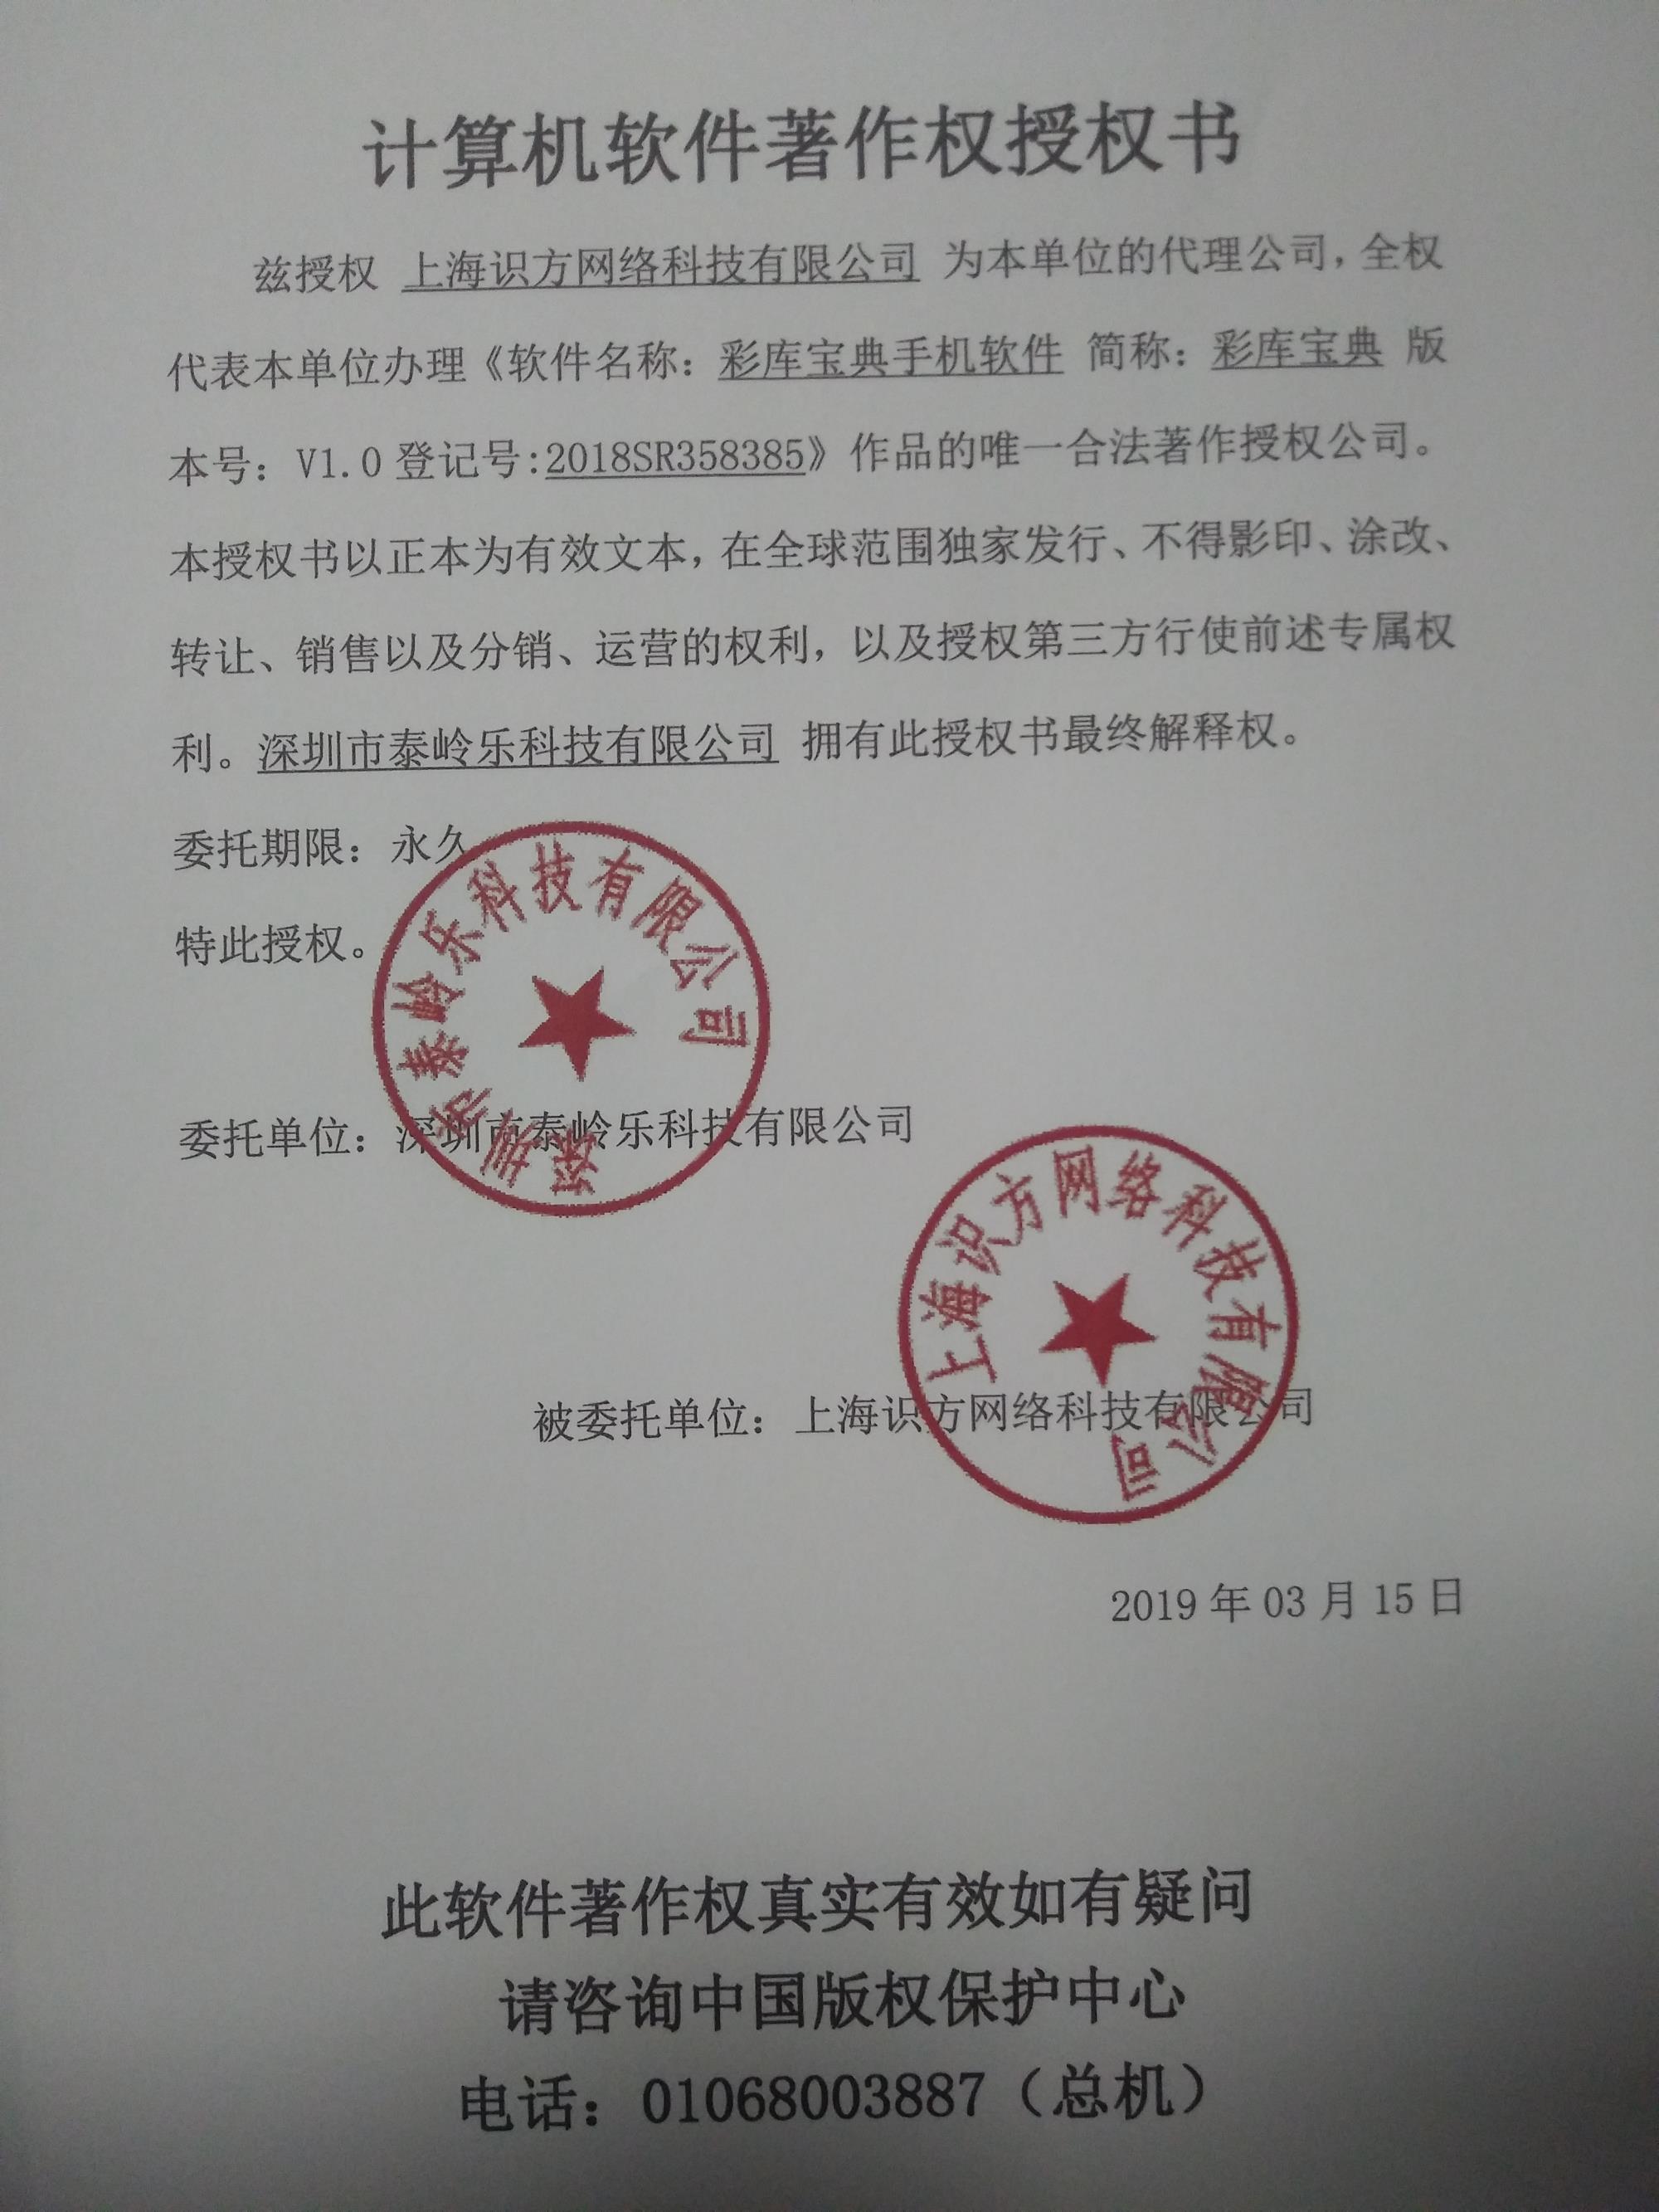 计算机软件著作权授权书
兹授权 上海识方网络科技有限公司 为本单位的代理公司，全权
代表本单位办理《软件名称：彩库宝典手机软件 简称：彩库宝典 版
本号：V1.0 登记号:2018SR358385》作品的唯一合法著作授权公司。
本授权书以正本为有效文本，在全球范围独家发行、不得影印、涂改、
转让、销售以及分销、运营的权利，以及授权第三方行使前述专属权
利。深圳市泰岭乐科技有限公司 拥有此授权书最终解释权。
委托期限：永久
特此授权。
深圳市泰岭乐科技有限公司
委托单位：深圳市泰岭乐科技有限公司
上海识方网络科技有限公司
被委托单位：上海识方网络科技有限公司
2019 年 03 月 15 日
此软件著作权真实有效如有疑问
请咨询中国版权保护中心
电话：01068003887（总机）